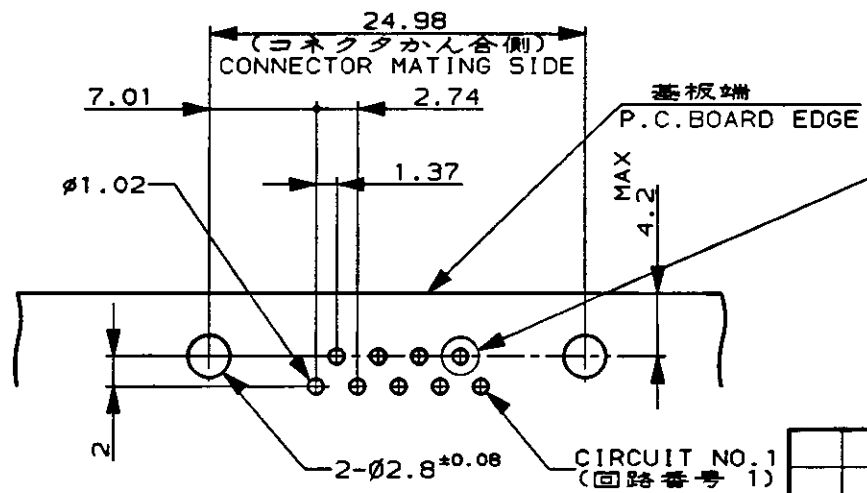 24.98
(コネクタかん合側)
CONNECTOR MATING SIDE
7.01
2.74
基板端
P.C.BOARD EDGE
ø1.02
1.37
MAX
4.2
2
2-Ø2.8±0.08
CIRCUIT NO.1
(回路番号 1)